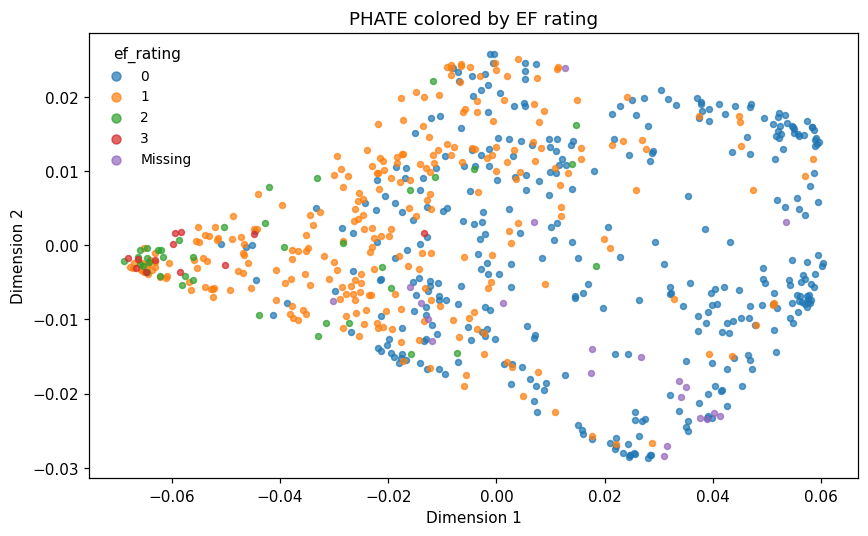 PHATE colored by EF rating
ef_rating
0
1
2
3
Missing
0.02
0.01
0.00
−0.01
−0.02
−0.03
Dimension 2
−0.06 −0.04 −0.02 0.00 0.02 0.04 0.06
Dimension 1